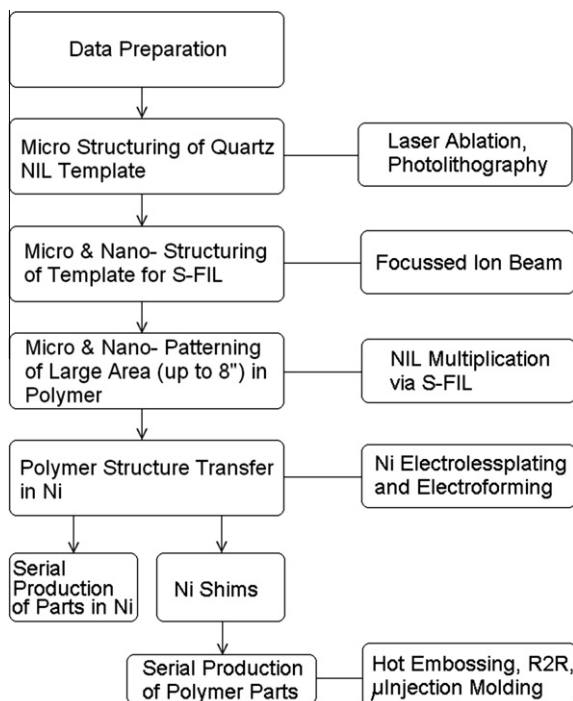 Data Preparation
Micro Structuring of Quartz
NIL Template
Laser Ablation,
Photolithography
Micro & Nano- Structuring
of Template for S-FIL
Focussed Ion Beam
Micro & Nano- Patterning
of Large Area (up to 8") in
Polymer
NIL Multiplication
via S-FIL
Polymer Structure Transfer
in Ni
Ni Electrolessplating
and Electroforming
Serial
Production
of Parts in Ni
Ni Shims
Serial Production
of Polymer Parts
Hot Embossing, R2R,
µInjection Molding